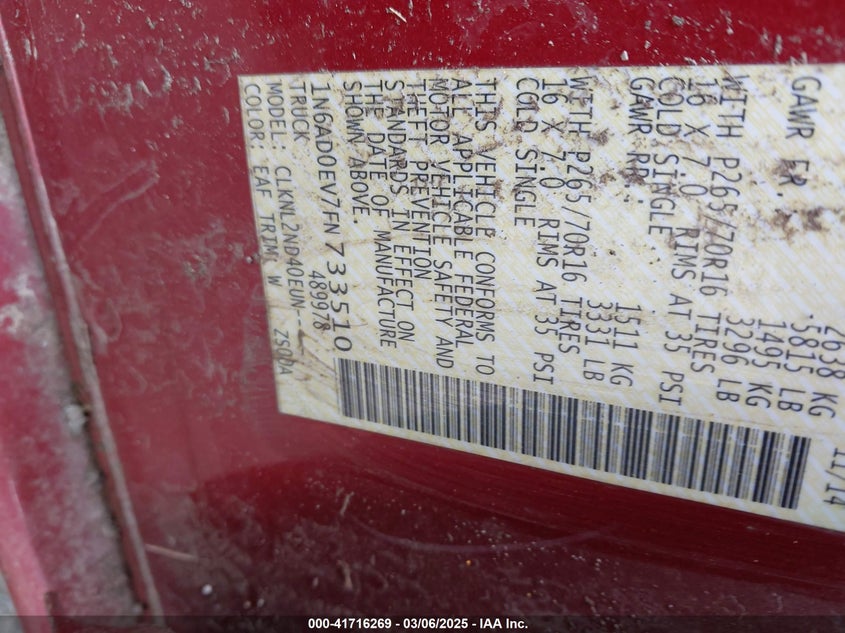 11/14
2638 KG
5815 LB
GAWR FR.
1495 KG
3296 LB
WITH P265/70R16 TIRES
16 X 7.0 RIMS AT 35 PSI
COLD SINGLE
GAWR RR.
1511 KG
3331 LB
WITH P265/70R16 TIRES
16 X 7.0 RIMS AT 35 PSI
COLD SINGLE
THIS VEHICLE CONFORMS TO
ALL APPLICABLE FEDERAL
MOTOR VEHICLE SAFETY AND
THEFT PREVENTION
STANDARDS IN EFFECT ON
THE DATE OF MANUFACTURE
SHOWN ABOVE.
1N6AD0EV7FN733510
TRUCK 489978
MODEL: CLKNL2ND40EUN--
COLOR: EAF TRIM W
000-41716269 | 03/06/2025 - IAA Inc.